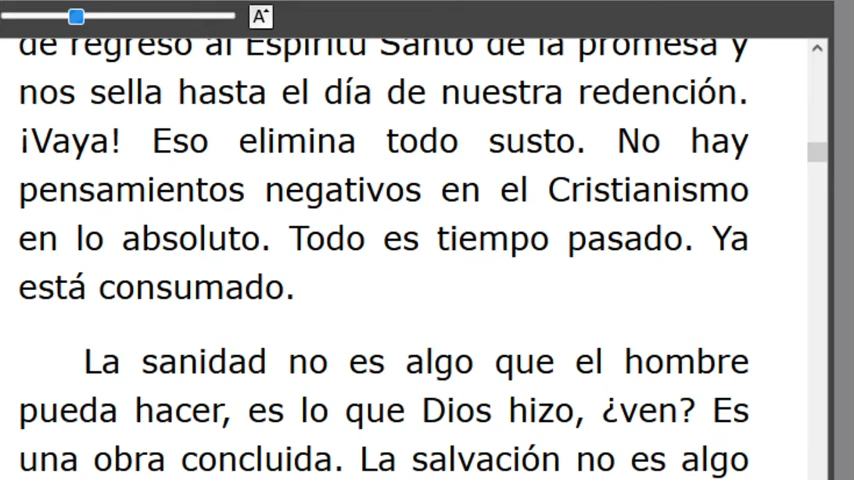 A
de regreso al Espíritu Santo de la promesa y
nos sella hasta el día de nuestra redención.
¡Vaya! Eso elimina todo susto. No hay
pensamientos negativos en el Cristianismo
en lo absoluto. Todo es tiempo pasado. Ya
está consumado.
La sanidad no es algo que el hombre
pueda hacer, es lo que Dios hizo, ¿ven? Es
una obra concluida. La salvación no es algo